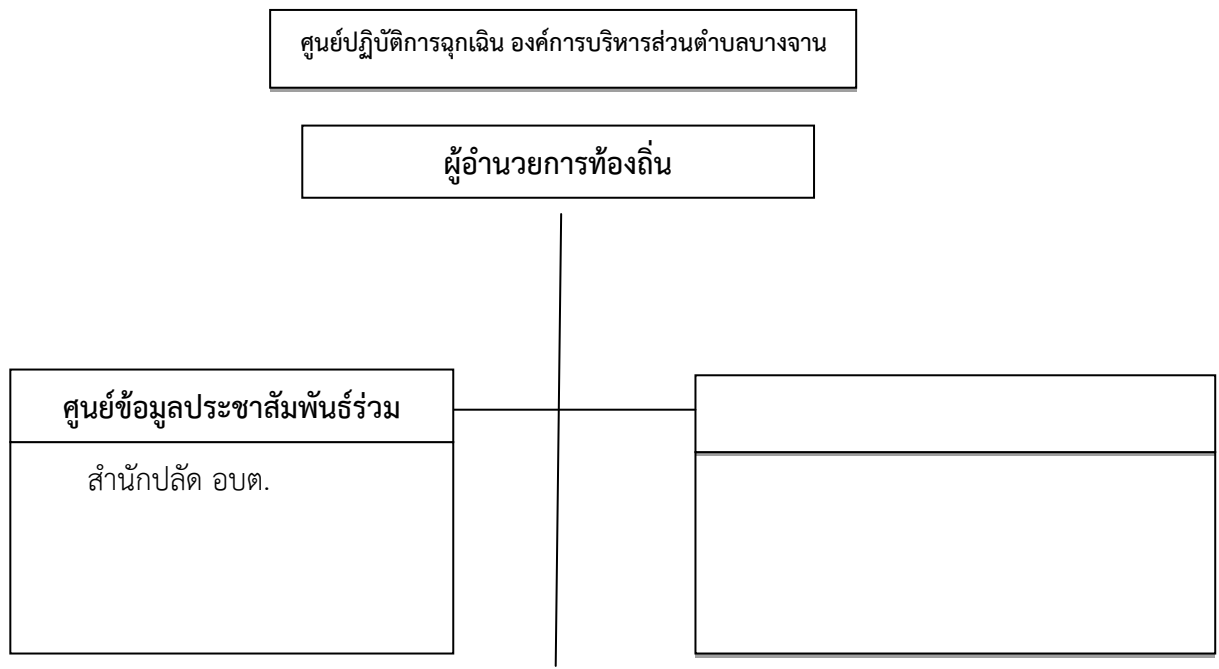 ศูนย์ปฏิบัติการฉุกเฉิน องค์การบริหารส่วนตำบลบางจาน
ผู้อำนวยการท้องถิ่น
ศูนย์ข้อมูลประชาสัมพันธ์ร่วม
สำนักปลัด อบต.